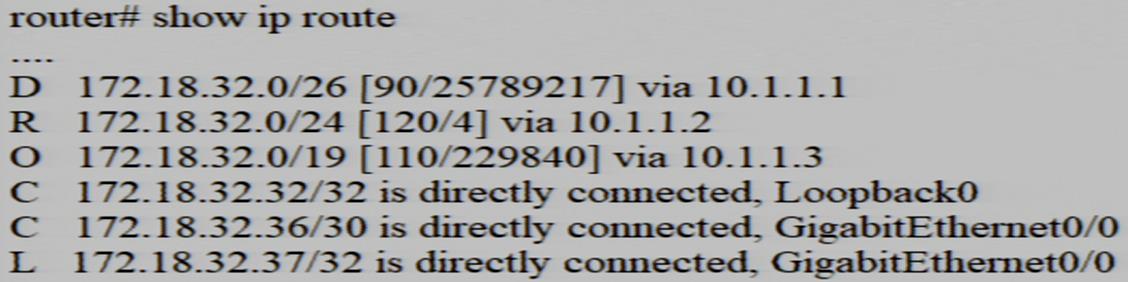 router# show ip route
....
D 172.18.32.0/26 [90/25789217] via 10.1.1.1
R 172.18.32.0/24 [120/4] via 10.1.1.2
O 172.18.32.0/19 [110/229840] via 10.1.1.3
C 172.18.32.32/32 is directly connected, Loopback0
C 172.18.32.36/30 is directly connected, GigabitEthernet0/0
L 172.18.32.37/32 is directly connected, GigabitEthernet0/0